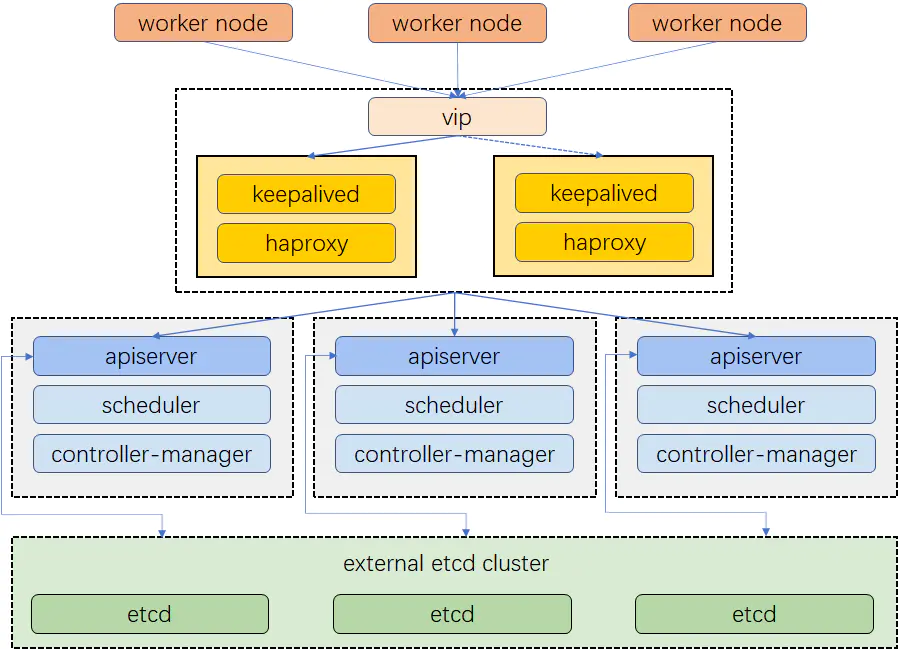 worker node
worker node
worker node
vip
keepalived
haproxy
keepalived
haproxy
apiserver
scheduler
controller-manager
apiserver
scheduler
controller-manager
apiserver
scheduler
controller-manager
external etcd cluster
etcd
etcd
etcd